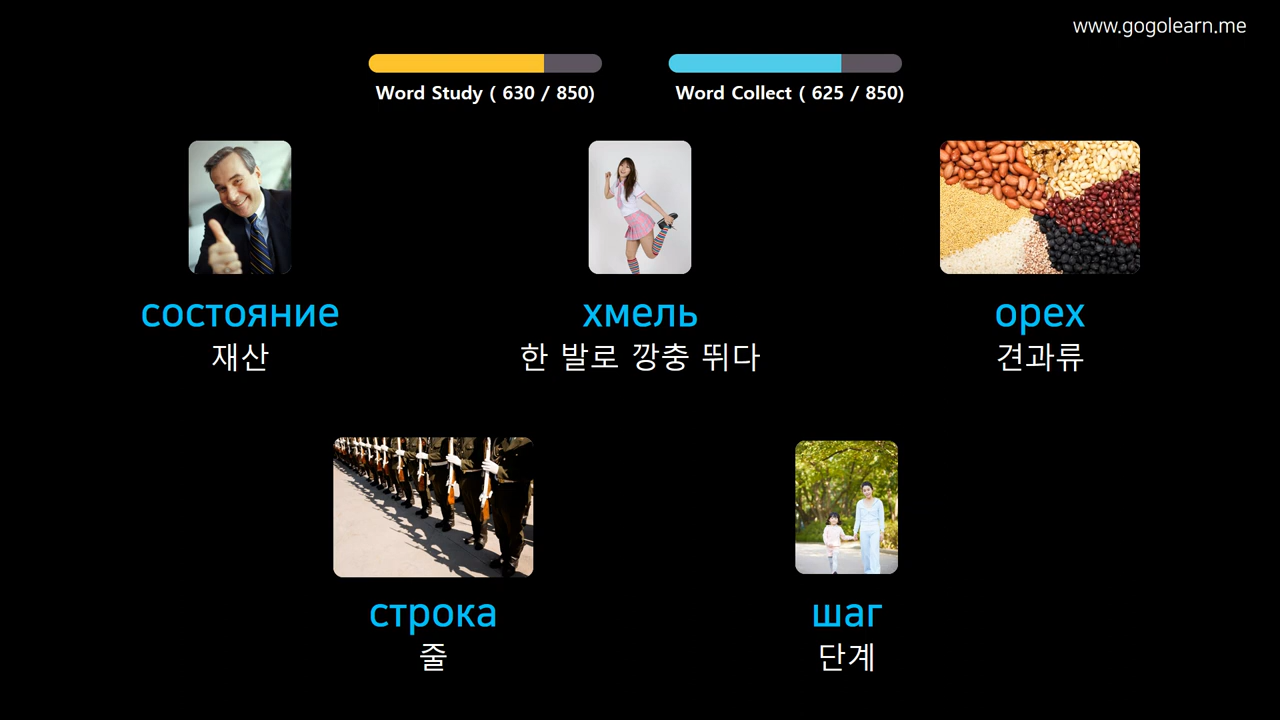 www.gogolearn.me
Word Study ( 630 / 850)
Word Collect ( 625 / 850)
состояние
재산
хмель
한 발로 깡충 뛰다
орех
견과류
строка
줄
шаг
단계